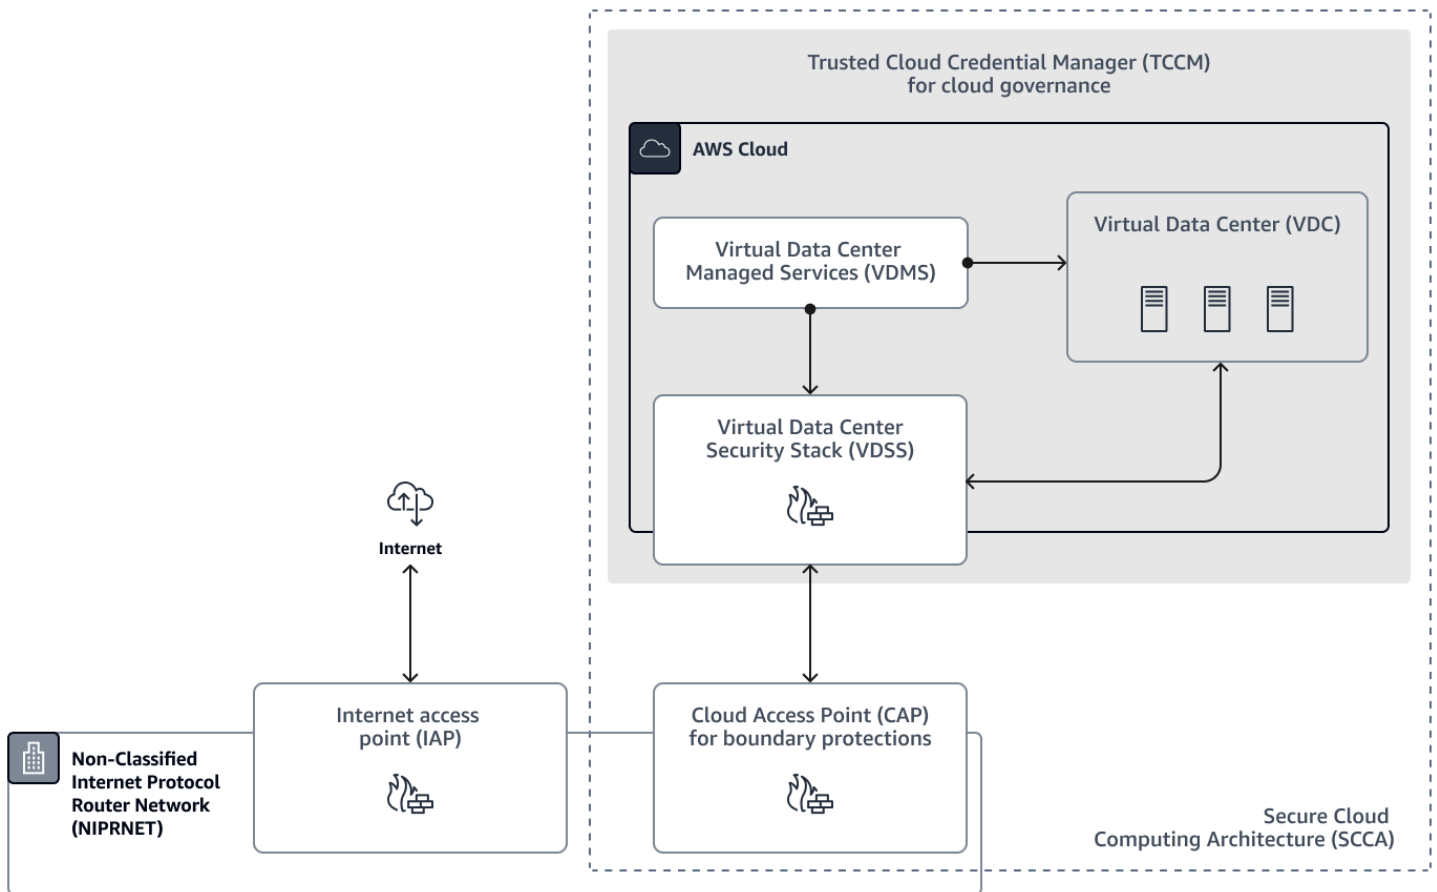 Trusted Cloud Credential Manager (TCCM)
for cloud governance
AWS Cloud
Virtual Data Center
Managed Services (VDMS)
Virtual Data Center (VDC)
Virtual Data Center
Security Stack (VDSS)
Internet
Internet access
point (IAP)
Cloud Access Point (CAP)
for boundary protections
Non-Classified
Internet Protocol
Router Network
(NIPRNET)
Secure Cloud
Computing Architecture (SCCA)